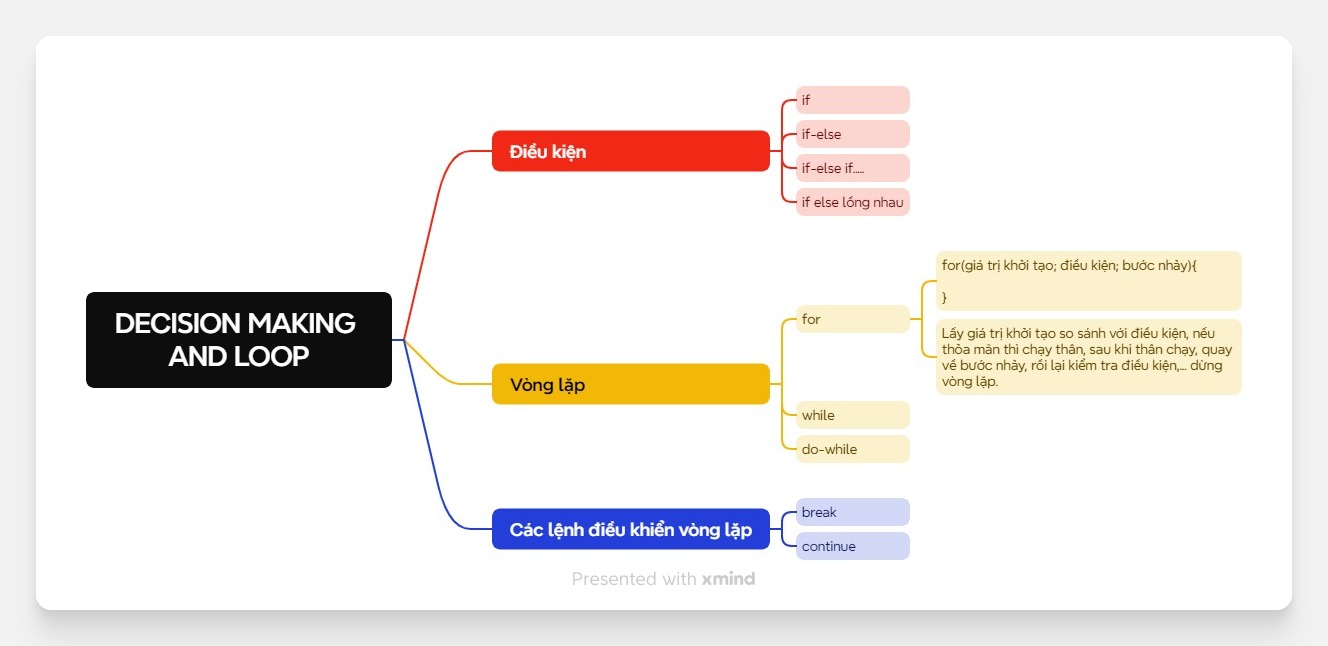 DECISION MAKING
AND LOOP
Điều kiện
if
if-else
if-else if.....
if else lồng nhau
Vòng lặp
for
for(giá trị khởi tạo; điều kiện; bước nhảy){
}
Lấy giá trị khởi tạo so sánh với điều kiện, nếu
thỏa mãn thì chạy thân, sau khi thân chạy, quay
về bước nhảy, rồi lại kiểm tra điều kiện,... dừng
vòng lặp.
while
do-while
Các lệnh điều khiển vòng lặp
break
continue
Presented with xmind